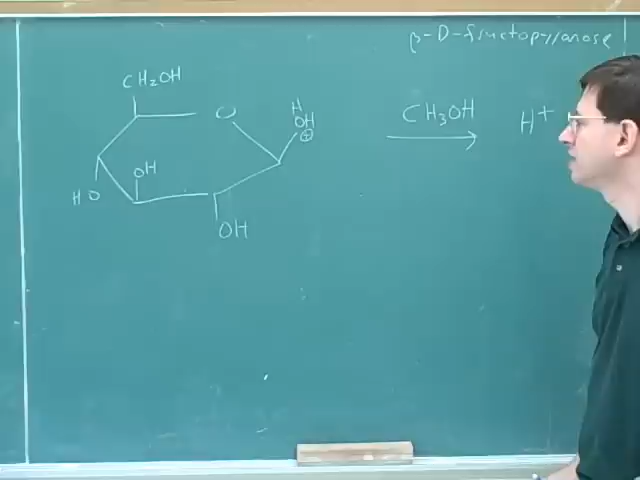 β-D-fructopyranose
CH₂OH
O
H
OH
⊕
CH₃OH
H⁺
OH
HO
OH